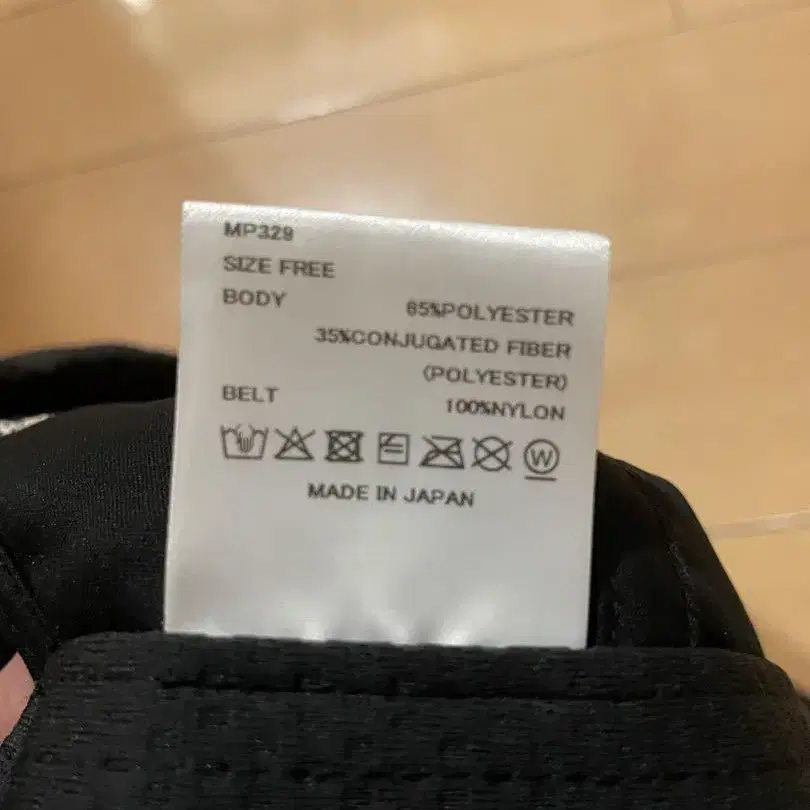 MP329
SIZE FREE
BODY 65%POLYESTER
35%CONJUGATED FIBER
(POLYESTER)
BELT 100%NYLON
W
MADE IN JAPAN